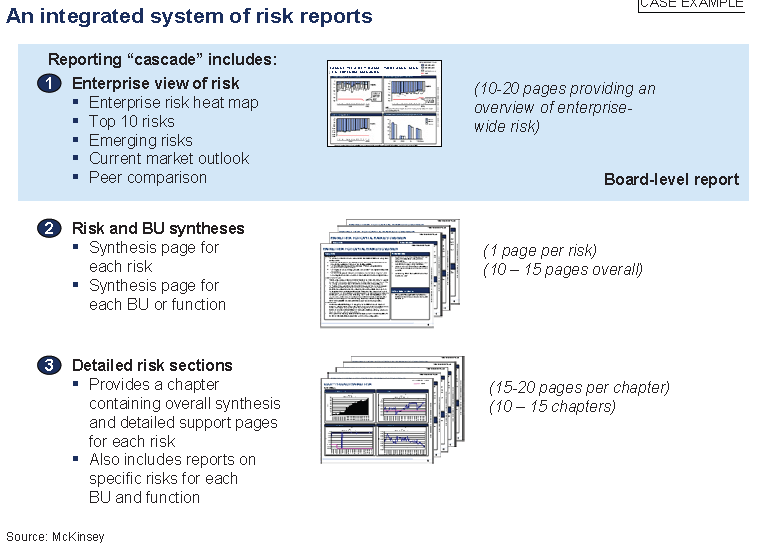 CASE EXAMPLE
An integrated system of risk reports
Reporting “cascade” includes:
1 Enterprise view of risk
▪ Enterprise risk heat map
▪ Top 10 risks
▪ Emerging risks
▪ Current market outlook
▪ Peer comparison
(10-20 pages providing an
overview of enterprise-
wide risk)
Board-level report
2 Risk and BU syntheses
▪ Synthesis page for
each risk
▪ Synthesis page for
each BU or function
(1 page per risk)
(10 – 15 pages overall)
3 Detailed risk sections
▪ Provides a chapter
containing overall synthesis
and detailed support pages
for each risk
▪ Also includes reports on
specific risks for each
BU and function
(15-20 pages per chapter)
(10 – 15 chapters)
Source: McKinsey